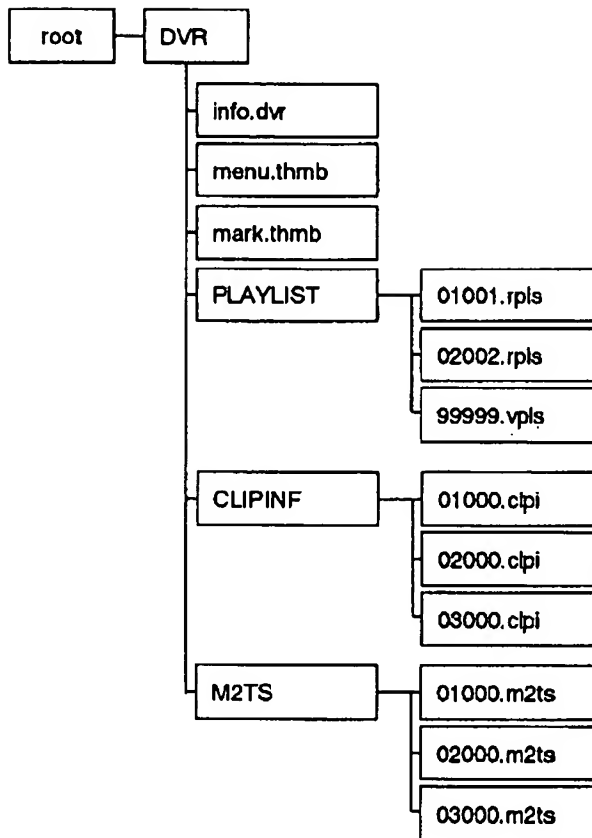 root DVR
info.dvr
menu.thmb
mark.thmb
PLAYLIST 01001.rpls
02002.rpls
99999.vpls
CLIPINF 01000.clpi
02000.clpi
03000.clpi
M2TS 01000.m2ts
02000.m2ts
03000.m2ts